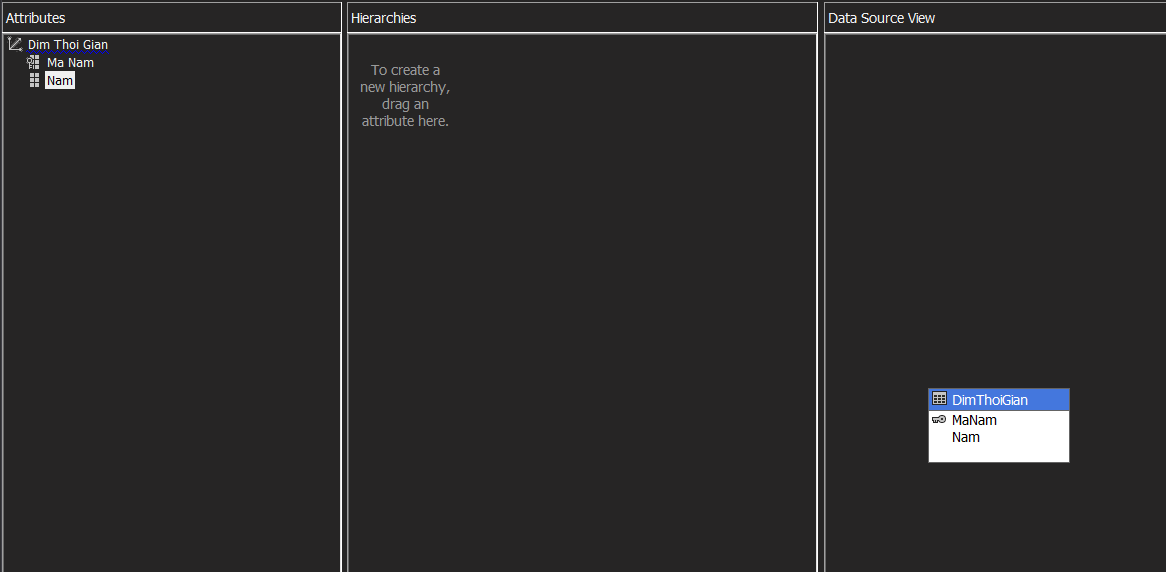 Attributes
Dim Thoi Gian
Ma Nam
Nam
Hierarchies
To create a
new hierarchy,
drag an
attribute here.
Data Source View
DimThoiGian
MaNam
Nam